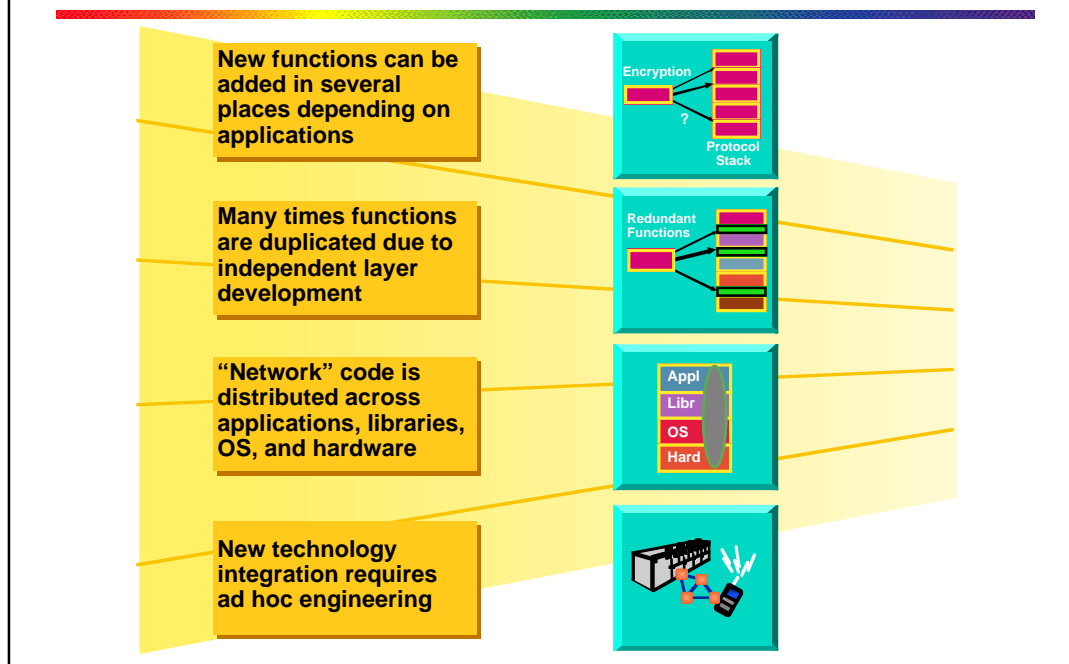 New functions can be
added in several
places depending on
applications
Encryption
?
Protocol
Stack
Many times functions
are duplicated due to
independent layer
development
Redundant
Functions
“Network” code is
distributed across
applications, libraries,
OS, and hardware
Appl
Libr
OS
Hard
New technology
integration requires
ad hoc engineering